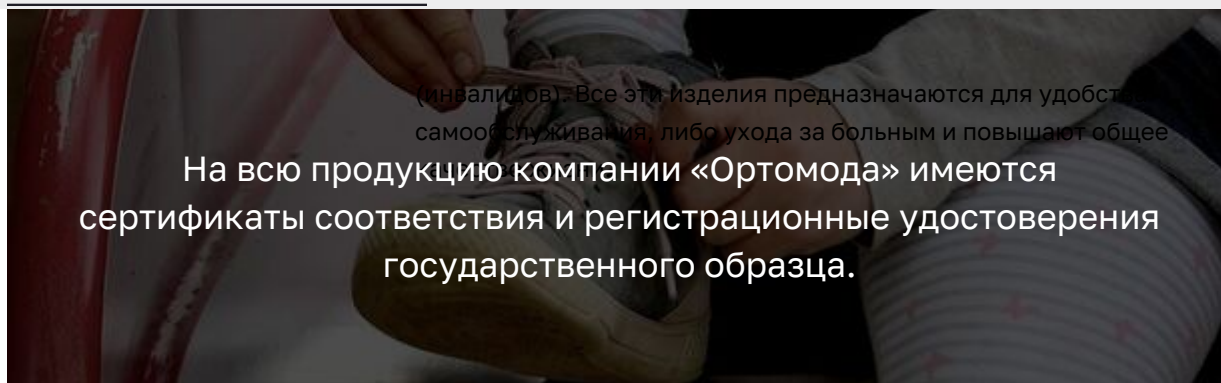 (инвалидов). Все эти изделия предназначаются для удобства
самообслуживания, либо ухода за больным и повышают общее
На всю продукцию компании «Ортомода» имеются
сертификаты соответствия и регистрационные удостоверения
государственного образца.